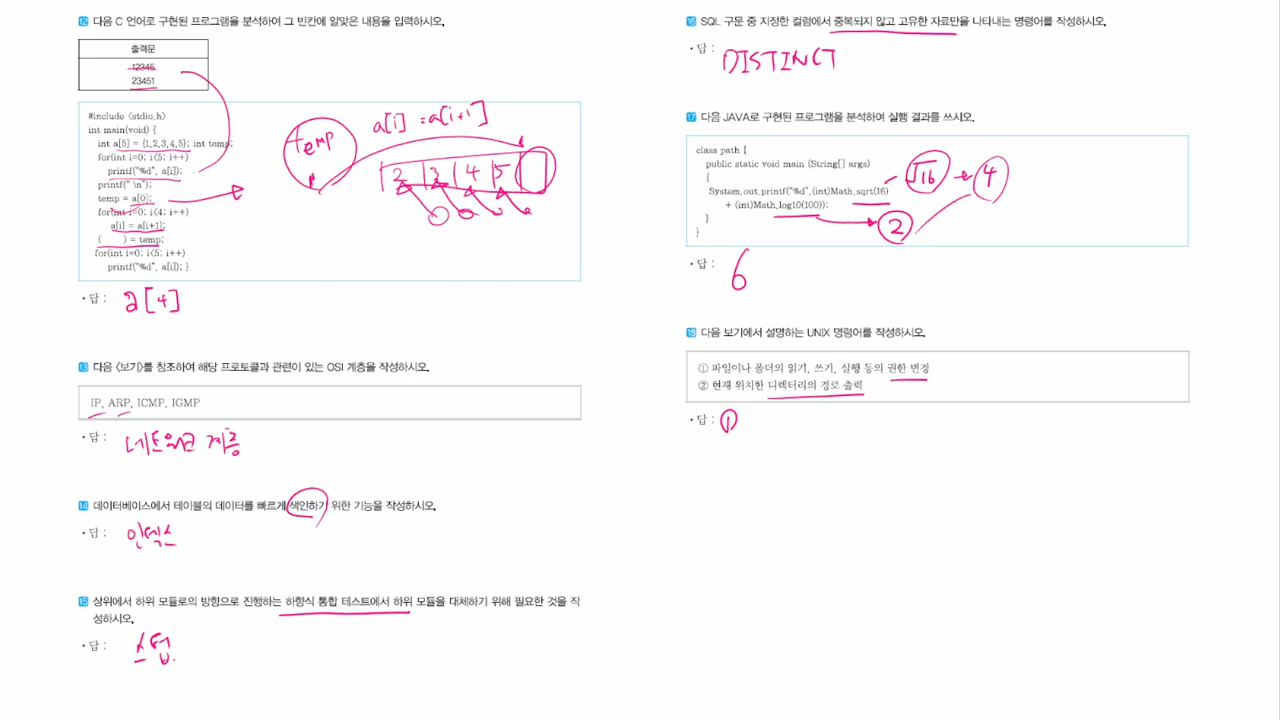 12 다음 C 언어로 구현된 프로그램을 분석하여 그 빈칸에 알맞은 내용을 입력하시오.
출력문
12345
23451
#include <stdio.h>
int main(void) {
int a[5] = {1,2,3,4,5}; int temp;
for(int i=0; i<5; i++)
printf("%d", a[i]);
printf(" \n");
temp = a[0];
for(int i=0; i<4; i++)
a[i] = a[i+1];
(      ) = temp;
for(int i=0; i<5; i++)
printf("%d", a[i]); }
temp
a[i] = a[i+1]
2 3 4 5
• 답 : a[4]
13 다음 <보기>를 참조하여 해당 프로토콜과 관련이 있는 OSI 계층을 작성하시오.
IP, ARP, ICMP, IGMP
• 답 : 네트워크 계층
14 데이터베이스에서 테이블의 데이터를 빠르게 색인하기 위한 기능을 작성하시오.
• 답 : 인덱스
15 상위에서 하위 모듈로의 방향으로 진행하는 하향식 통합 테스트에서 하위 모듈을 대체하기 위해 필요한 것을 작
성하시오.
• 답 : 스텁
16 SQL 구문 중 지정한 컬럼에서 중복되지 않고 고유한 자료만을 나타내는 명령어를 작성하시오.
• 답 : DISTINCT
17 다음 JAVA로 구현된 프로그램을 분석하여 실행 결과를 쓰시오.
class path {
public static void main (String[] args)
{
System.out.printf("%d",(int)Math.sqrt(16)
+ (int)Math.log10(100));
}
}
√16 → 4
2
• 답 : 6
18 다음 보기에서 설명하는 UNIX 명령어를 작성하시오.
① 파일이나 폴더의 읽기, 쓰기, 실행 등의 권한 변경
② 현재 위치한 디렉터리의 경로 출력
• 답 : ①